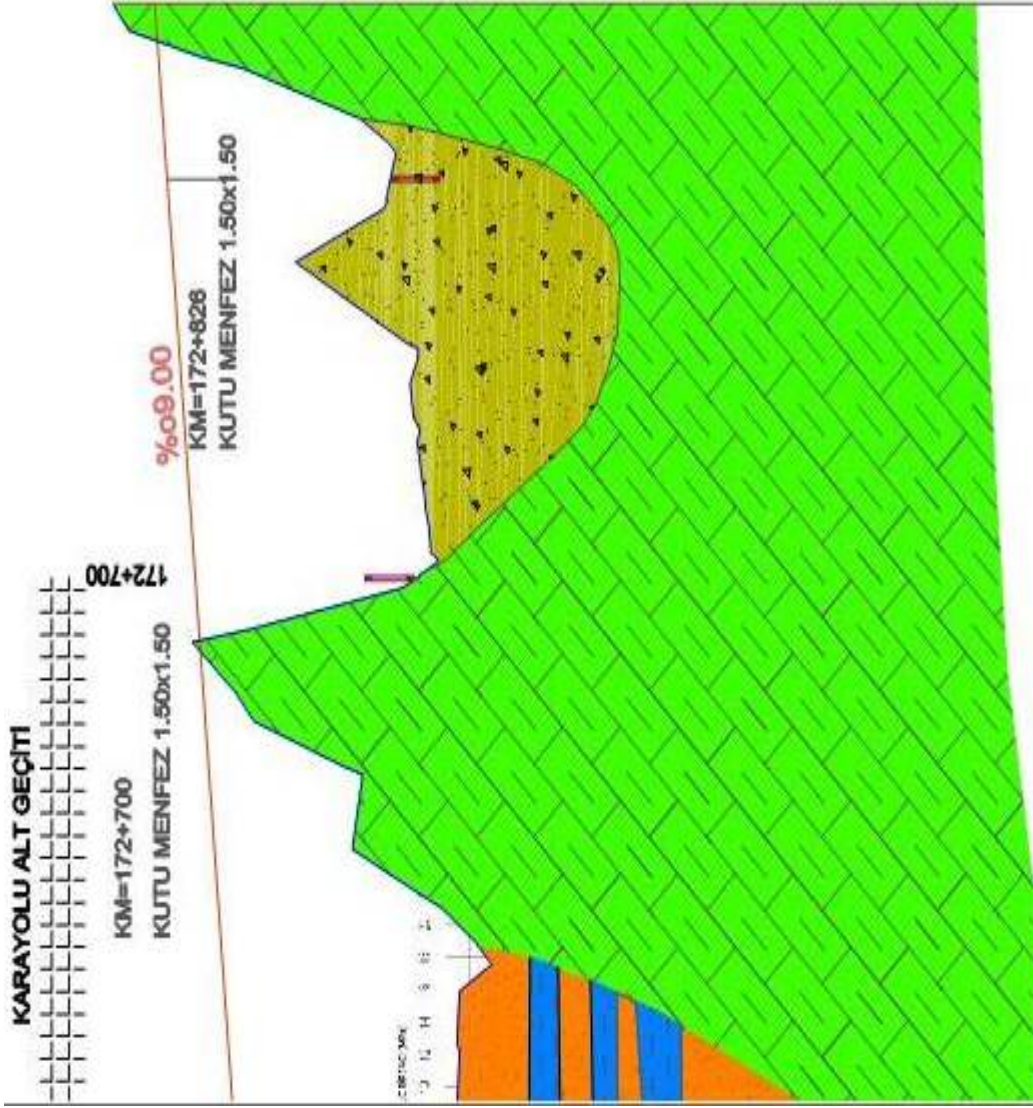 KARAYOLU ALT GEÇİTİ
172+700
KM=172+700
KUTU MENFEZ 1.50x1.50
%o9.00
KM=172+826
KUTU MENFEZ 1.50x1.50